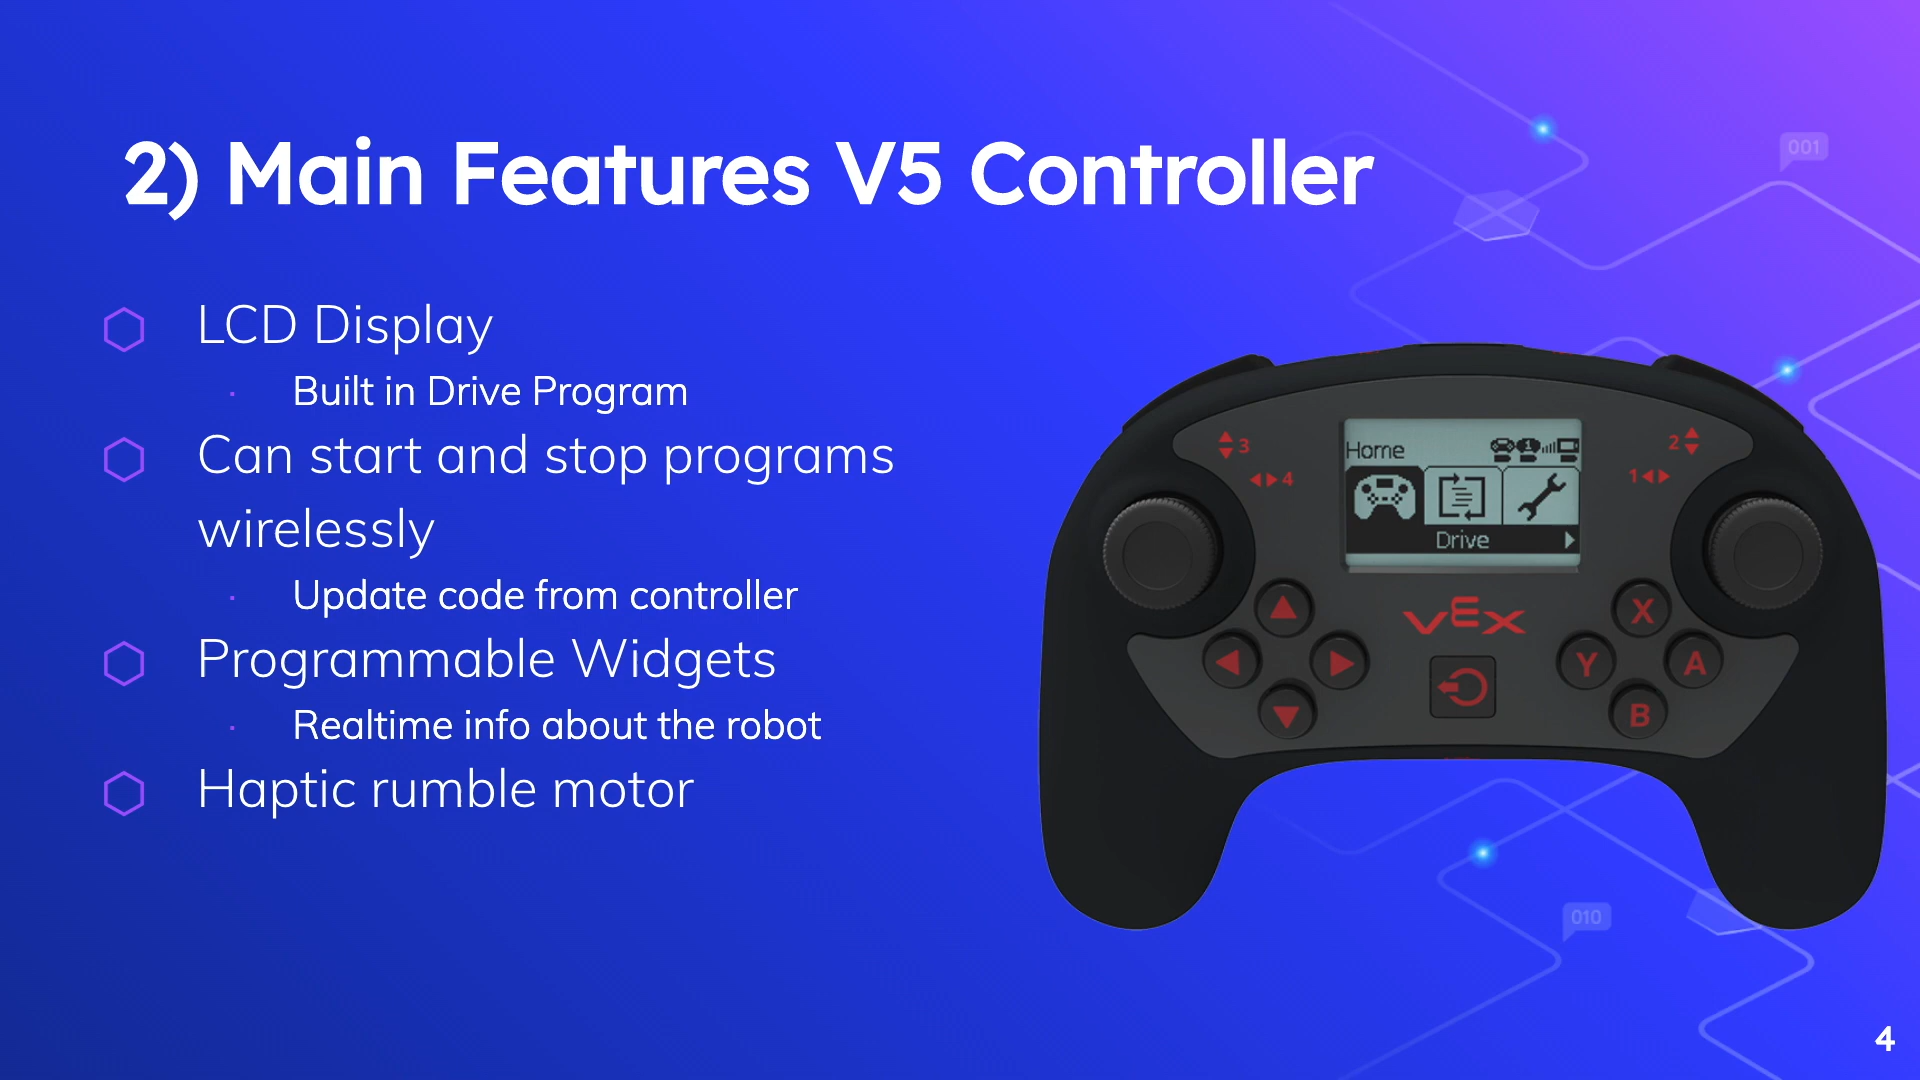 2) Main Features V5 Controller
LCD Display
Built in Drive Program
Can start and stop programs
wirelessly
Update code from controller
Programmable Widgets
Realtime info about the robot
Haptic rumble motor
001
3
4
Home
1
Drive
2
1
VEX
X
Y
A
B
010
4